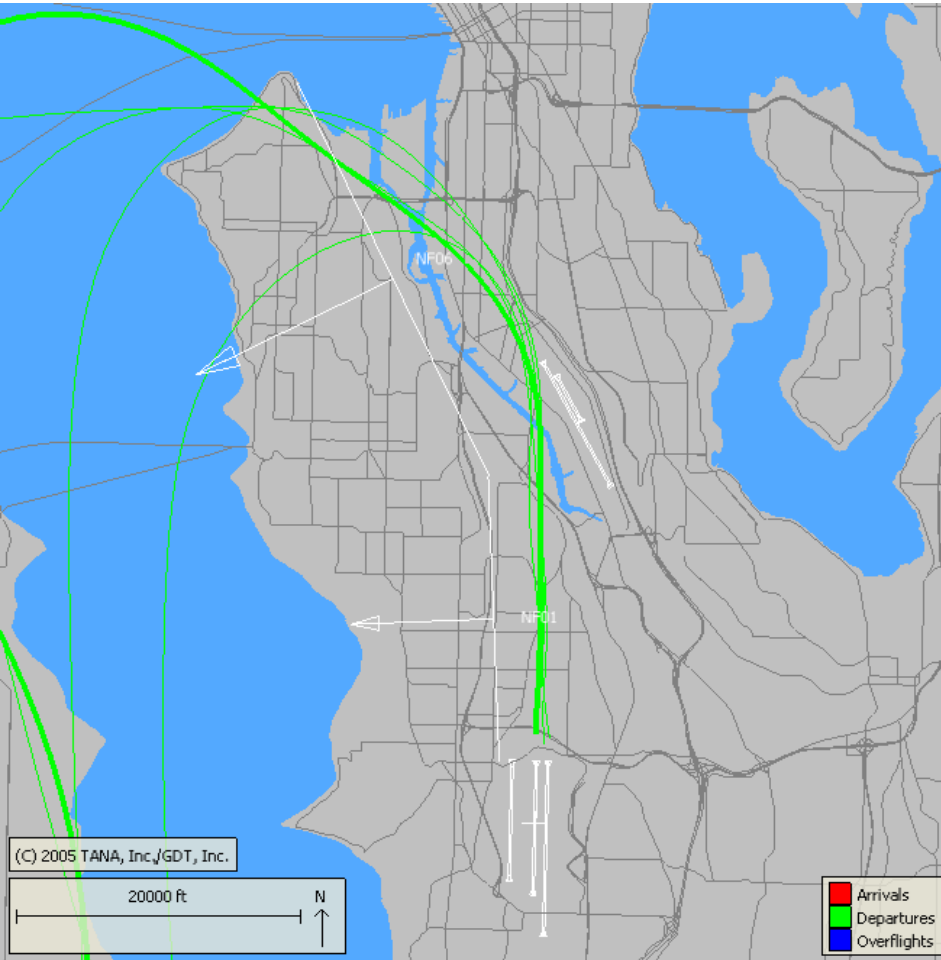 NF06
NF01
(C) 2005 TANA, Inc./GDT, Inc.
20000 ft
N
Arrivals
Departures
Overflights